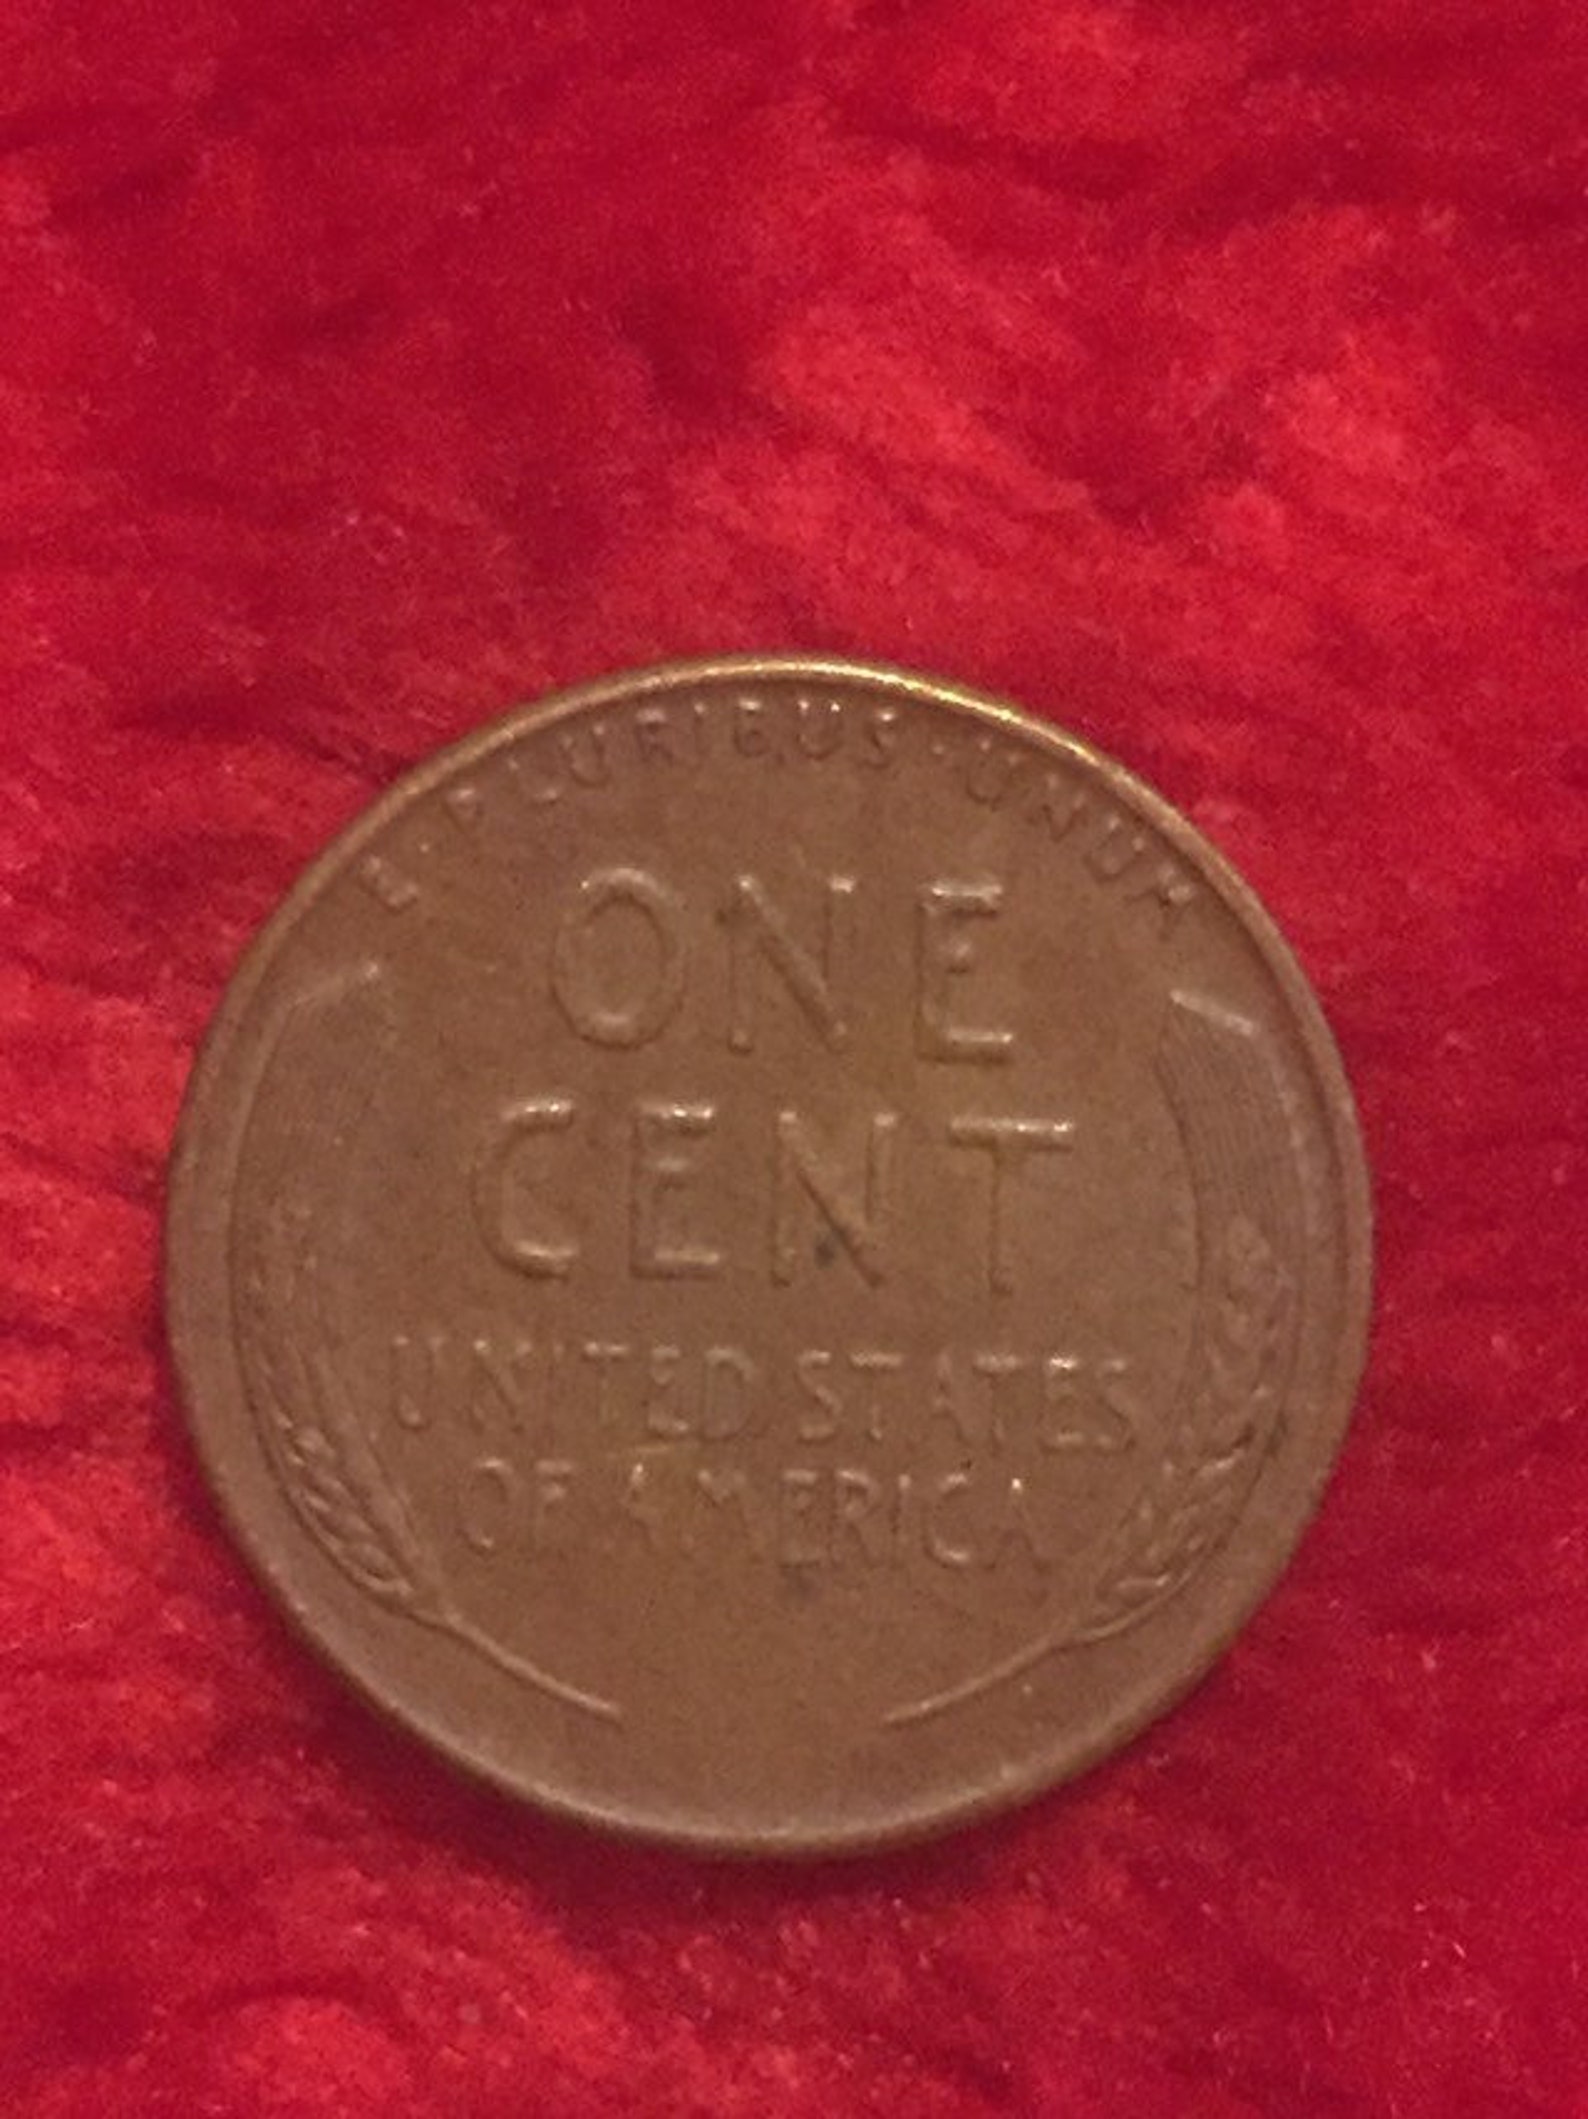 E·PLURIBUS·UNUM
ONE
CENT
UNITED STATES
OF AMERICA